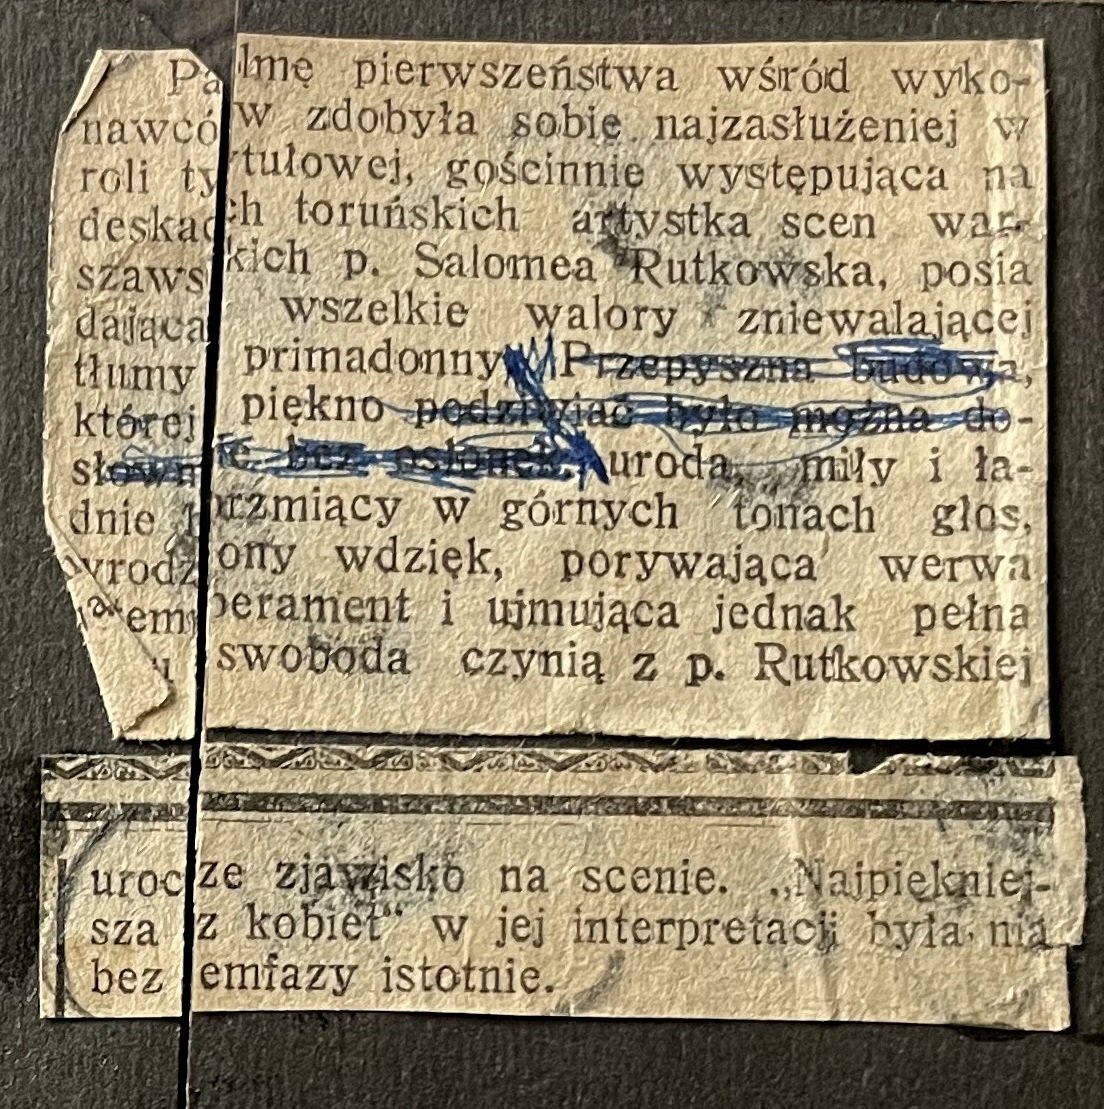 Palmę pierwszeństwa wśród wyko-
nawców zdobyła sobie najzasłużeniej w
roli tytułowej, gościnnie występująca na
deskach toruńskich artystka scen war-
szawskich p. Salomea Rutkowska, posia
dająca wszelkie walory zniewalającej
tłumy primadonny. Przepyszna budowa,
której piękno podziwiać było można do-
słownie bez osłonek, uroda, miły i ła-
dnie brzmiący w górnych tonach głos,
wrodzony wdzięk, porywająca werwa
temperament i ujmująca jednak pełna
swoboda czynią z p. Rutkowskiej
urocze zjawisko na scenie. „Najpiękniej-
sza z kobiet“ w jej interpretacji była nią
bez emfazy istotnie.